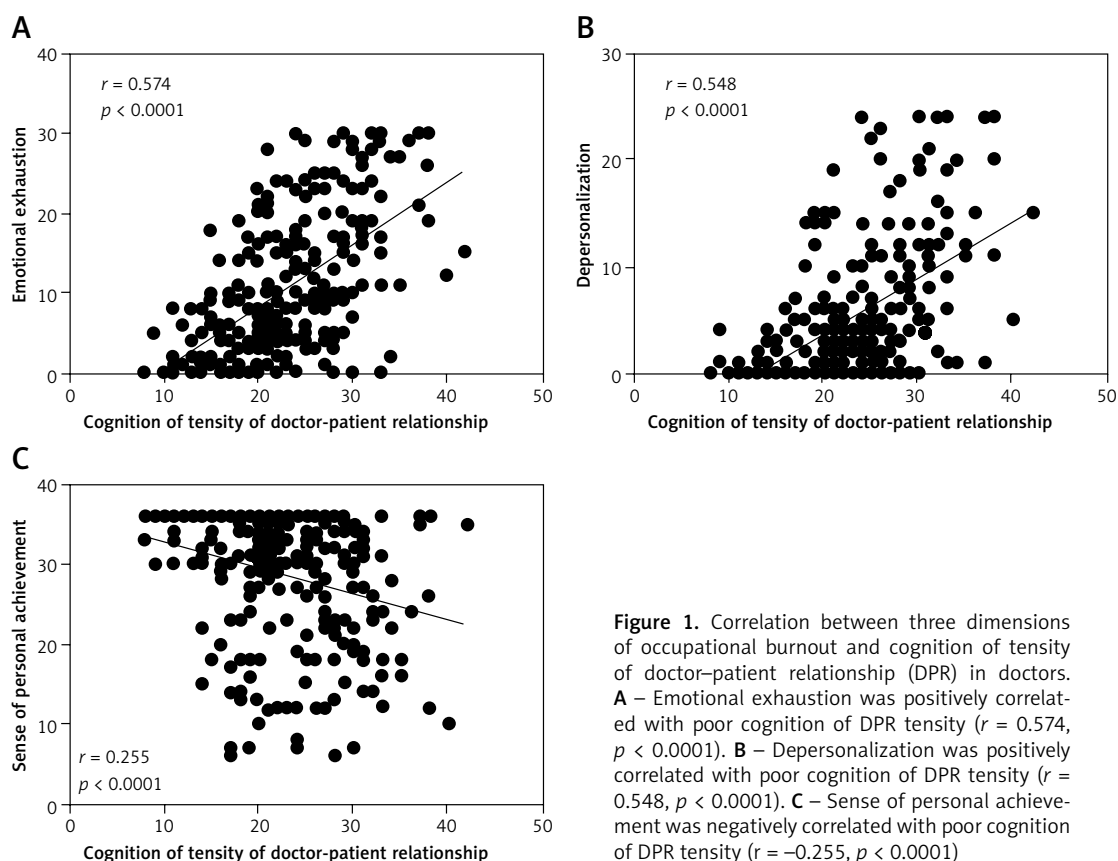 A
40
30
20
10
0
Emotional exhaustion
r = 0.574
p < 0.0001
0 10 20 30 40 50
Cognition of tensity of doctor-patient relationship
B
30
20
10
0
Depersonalization
r = 0.548
p < 0.0001
0 10 20 30 40 50
Cognition of tensity of doctor-patient relationship
C
40
30
20
10
0
Sense of personal achievement
r = 0.255
p < 0.0001
0 10 20 30 40 50
Cognition of tensity of doctor-patient relationship
Figure 1. Correlation between three dimensions
of occupational burnout and cognition of tensity
of doctor–patient relationship (DPR) in doctors.
A – Emotional exhaustion was positively correlat-
ed with poor cognition of DPR tensity (r = 0.574,
p < 0.0001). B – Depersonalization was positively
correlated with poor cognition of DPR tensity (r =
0.548, p < 0.0001). C – Sense of personal achieve-
ment was negatively correlated with poor cognition
of DPR tensity (r = –0.255, p < 0.0001)